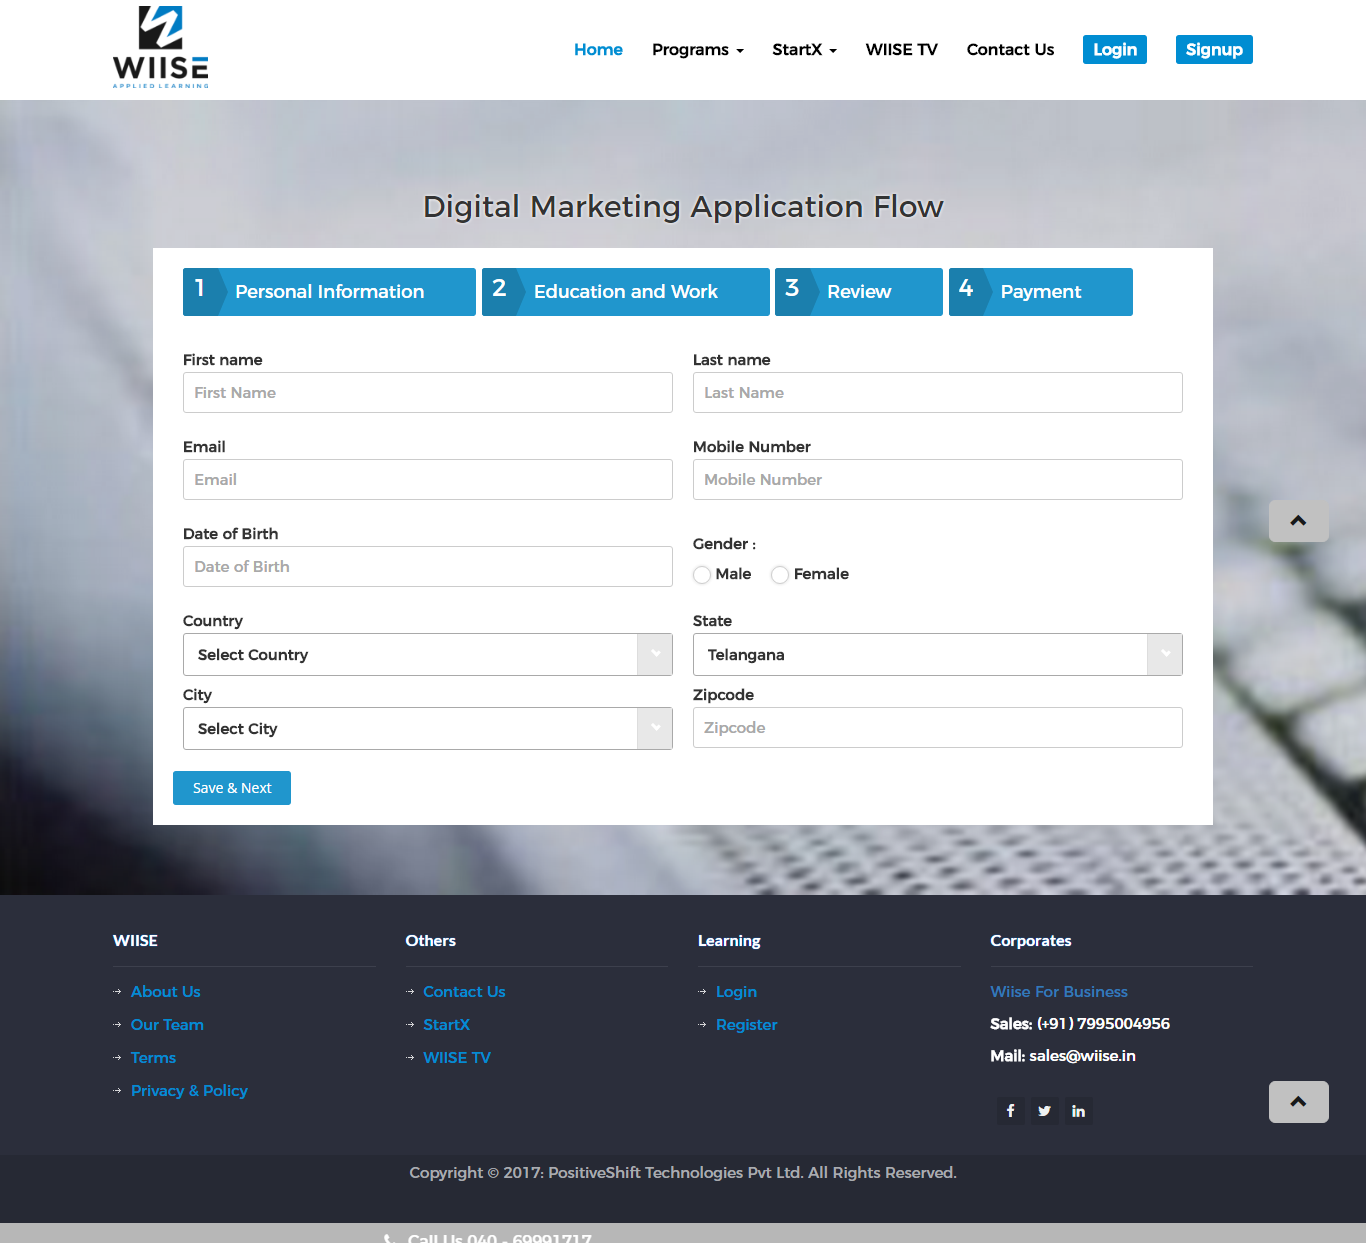 WIISE
APPLIED LEARNING
Home Programs StartX WIISE TV Contact Us Login Signup
Digital Marketing Application Flow
1 Personal Information 2 Education and Work 3 Review 4 Payment
First name Last name
First Name Last Name
Email Mobile Number
Email Mobile Number
Date of Birth
Date of Birth
Gender :
Male Female
Country State
Select Country Telangana
City Zipcode
Select City Zipcode
Save & Next
WIISE Others Learning Corporates
About Us Contact Us Login Wiise For Business
Our Team StartX Register Sales: (+91) 7995004956
Terms WIISE TV Mail: sales@wiise.in
Privacy & Policy
Copyright © 2017: PositiveShift Technologies Pvt Ltd. All Rights Reserved.
Call Us 040 - 69991717